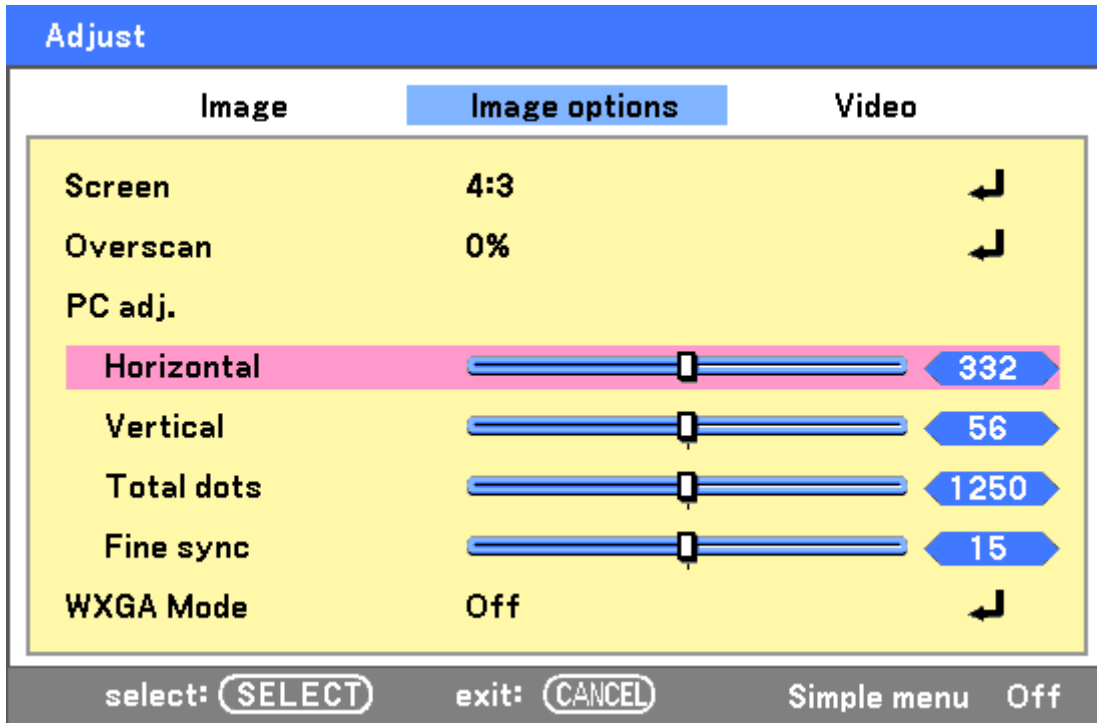 Adjust
Image Image options Video
Screen 4:3
Overscan 0%
PC adj.
Horizontal 332
Vertical 56
Total dots 1250
Fine sync 15
WXGA Mode Off
select: SELECT exit: CANCEL Simple menu Off